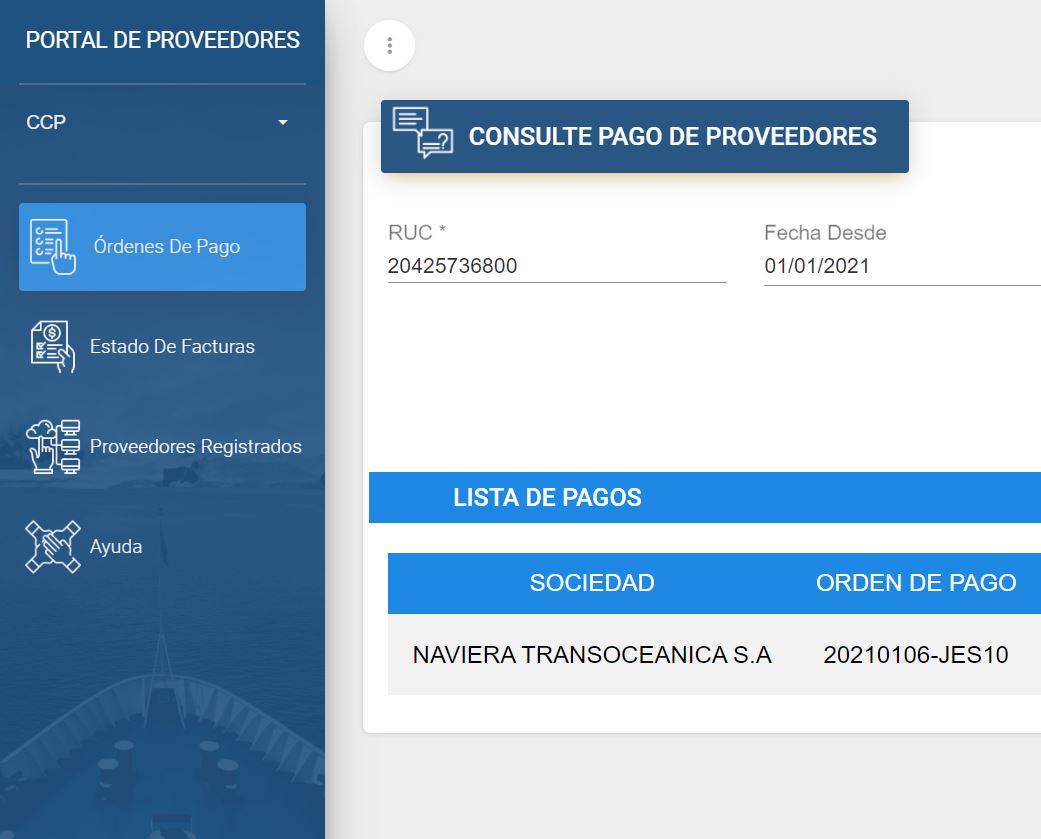 PORTAL DE PROVEEDORES
CCP
Órdenes De Pago
Estado De Facturas
Proveedores Registrados
Ayuda
CONSULTE PAGO DE PROVEEDORES
RUC * Fecha Desde
20425736800 01/01/2021
LISTA DE PAGOS
SOCIEDAD ORDEN DE PAGO
NAVIERA TRANSOCEANICA S.A 20210106-JES10